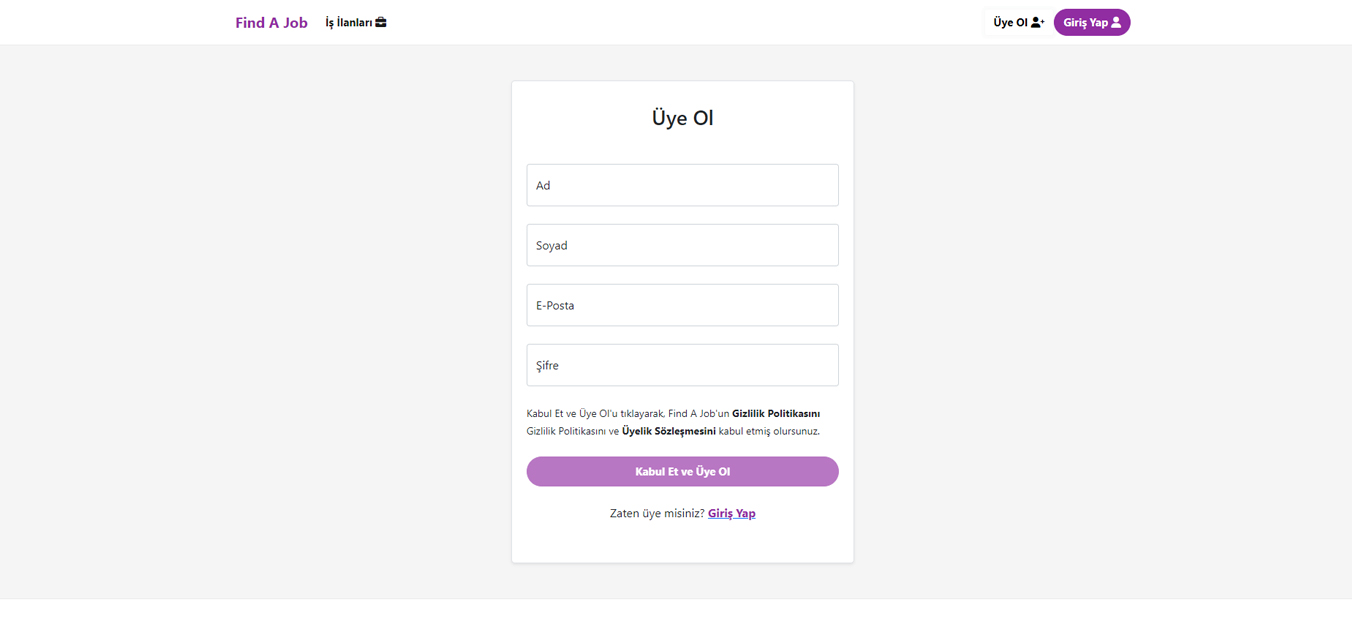 Find A Job İş İlanları Üye Ol Giriş Yap
Üye Ol
Ad
Soyad
E-Posta
Şifre
Kabul Et ve Üye Ol'u tıklayarak, Find A Job'un Gizlilik Politikasını
Gizlilik Politikasını ve Üyelik Sözleşmesini kabul etmiş olursunuz.
Kabul Et ve Üye Ol
Zaten üye misiniz? Giriş Yap